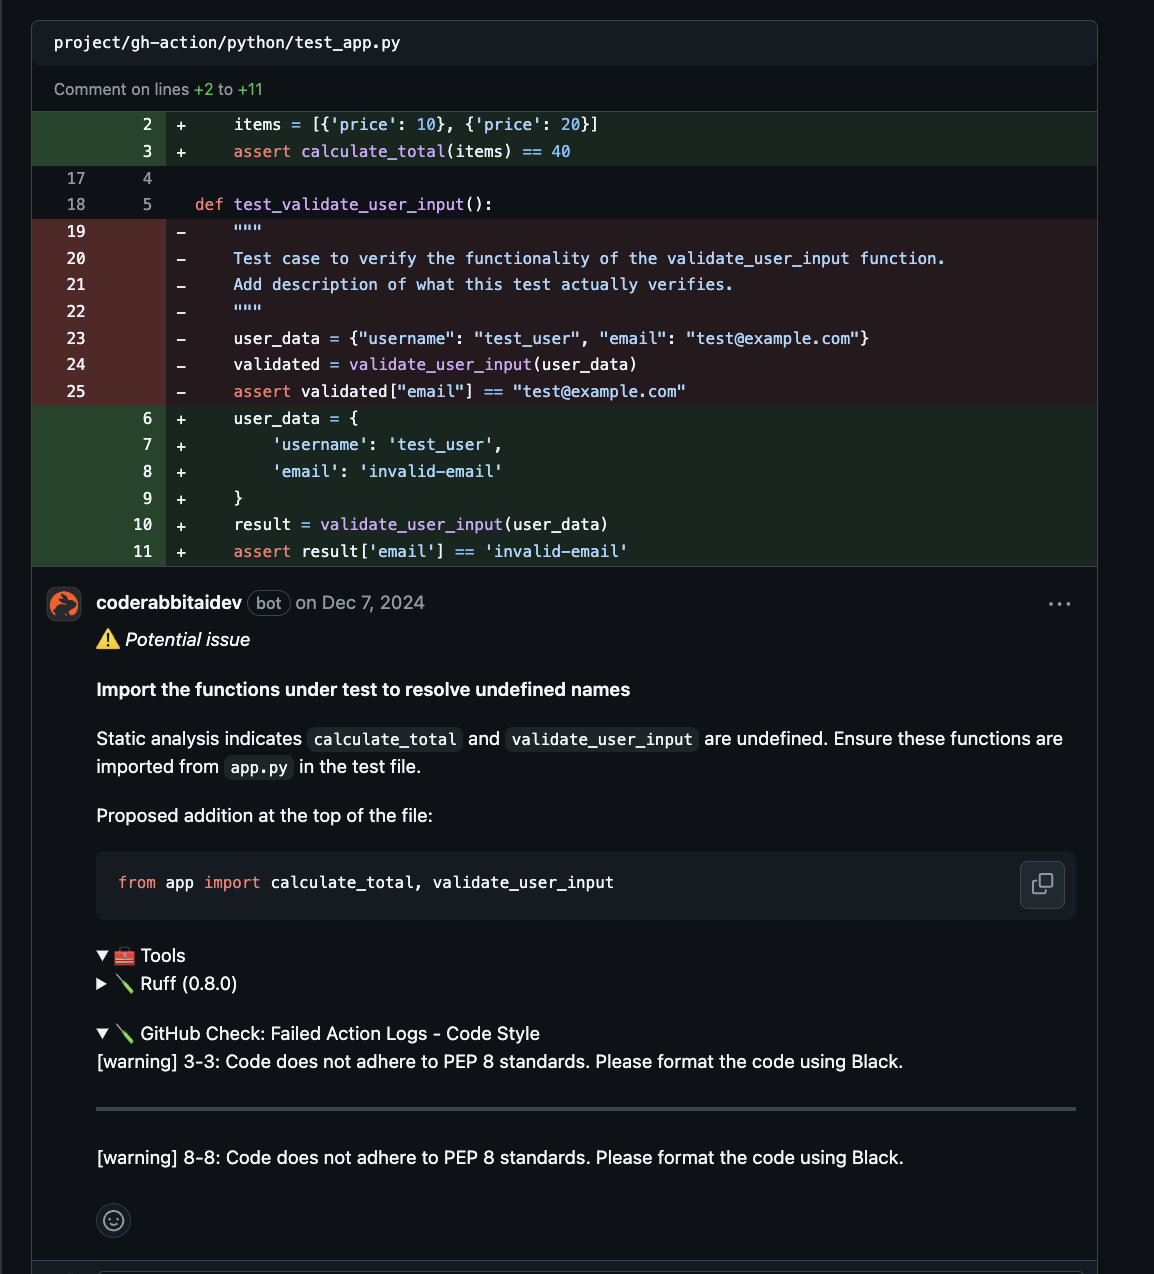 project/gh-action/python/test_app.py
Comment on lines +2 to +11
2 + items = [{'price': 10}, {'price': 20}]
3 + assert calculate_total(items) == 40
17 4
18 5 def test_validate_user_input():
19 - """
20 - Test case to verify the functionality of the validate_user_input function.
21 - Add description of what this test actually verifies.
22 - """
23 - user_data = {"username": "test_user", "email": "test@example.com"}
24 - validated = validate_user_input(user_data)
25 - assert validated["email"] == "test@example.com"
6 + user_data = {
7 + 'username': 'test_user',
8 + 'email': 'invalid-email'
9 + }
10 + result = validate_user_input(user_data)
11 + assert result['email'] == 'invalid-email'
coderabbitaidev bot on Dec 7, 2024
⚠️ Potential issue
Import the functions under test to resolve undefined names
Static analysis indicates calculate_total and validate_user_input are undefined. Ensure these functions are
imported from app.py in the test file.
Proposed addition at the top of the file:
from app import calculate_total, validate_user_input
Tools
Ruff (0.8.0)
GitHub Check: Failed Action Logs - Code Style
[warning] 3-3: Code does not adhere to PEP 8 standards. Please format the code using Black.
[warning] 8-8: Code does not adhere to PEP 8 standards. Please format the code using Black.